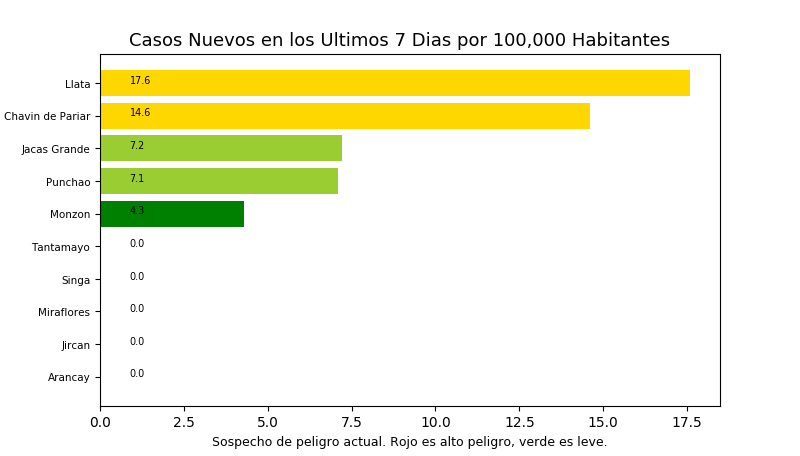 Casos Nuevos en los Ultimos 7 Dias por 100,000 Habitantes
Llata 17.6
Chavin de Pariar 14.6
Jacas Grande 7.2
Punchao 7.1
Monzon 4.3
Tantamayo 0.0
Singa 0.0
Miraflores 0.0
Jircan 0.0
Arancay 0.0
0.0 2.5 5.0 7.5 10.0 12.5 15.0 17.5
Sospecho de peligro actual. Rojo es alto peligro, verde es leve.